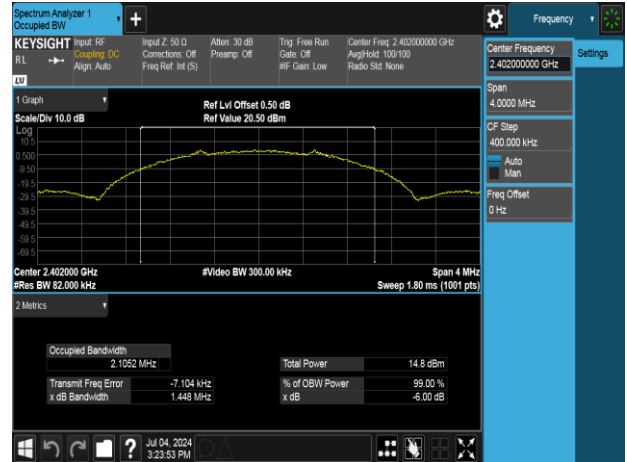 Spectrum Analyzer 1
Occupied BW
Frequency
KEYSIGHT
RL
LXI
Input: RF
Coupling: DC
Align: Auto
Input Z: 50 Ω
Corrections: Off
Freq Ref: Int (S)
Atten: 30 dB
Preamp: Off
Trig: Free Run
Gate: Off
#IF Gain: Low
Center Freq: 2.402000000 GHz
Avg|Hold: 100/100
Radio Std: None
Center Frequency
2.402000000 GHz
Settings
Span
4.0000 MHz
CF Step
400.000 kHz
Auto
Man
Freq Offset
0 Hz
1 Graph
Scale/Div 10.0 dB
Ref Lvl Offset 0.50 dB
Ref Value 20.50 dBm
Log
10.5
0.500
-9.50
-19.5
-29.5
-39.5
-49.5
-59.5
-69.5
Center 2.402000 GHz
#Res BW 82.000 kHz
#Video BW 300.00 kHz
Span 4 MHz
Sweep 1.80 ms (1001 pts)
2 Metrics
Occupied Bandwidth
2.1052 MHz
Transmit Freq Error -7.104 kHz
x dB Bandwidth 1.448 MHz
Total Power 14.8 dBm
% of OBW Power 99.00 %
x dB -6.00 dB
?
Jul 04, 2024
3:23:53 PM